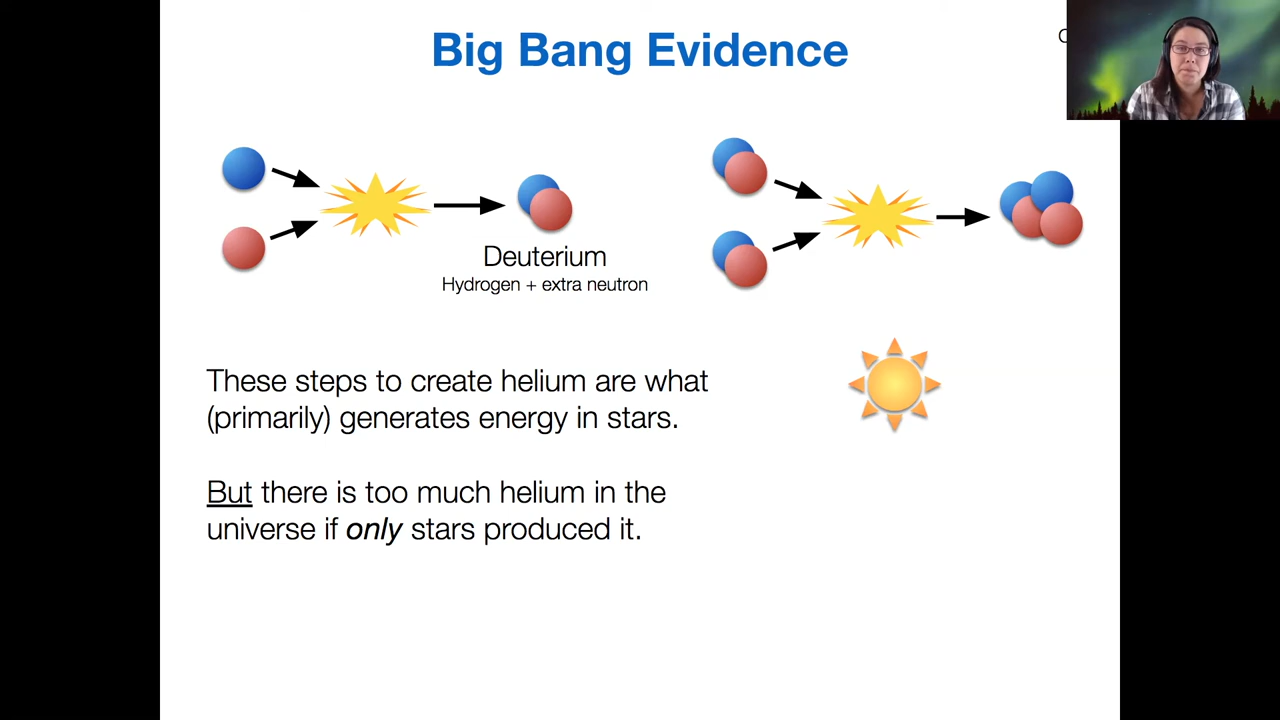 Big Bang Evidence
Deuterium
Hydrogen + extra neutron
These steps to create helium are what
(primarily) generates energy in stars.
But there is too much helium in the
universe if only stars produced it.